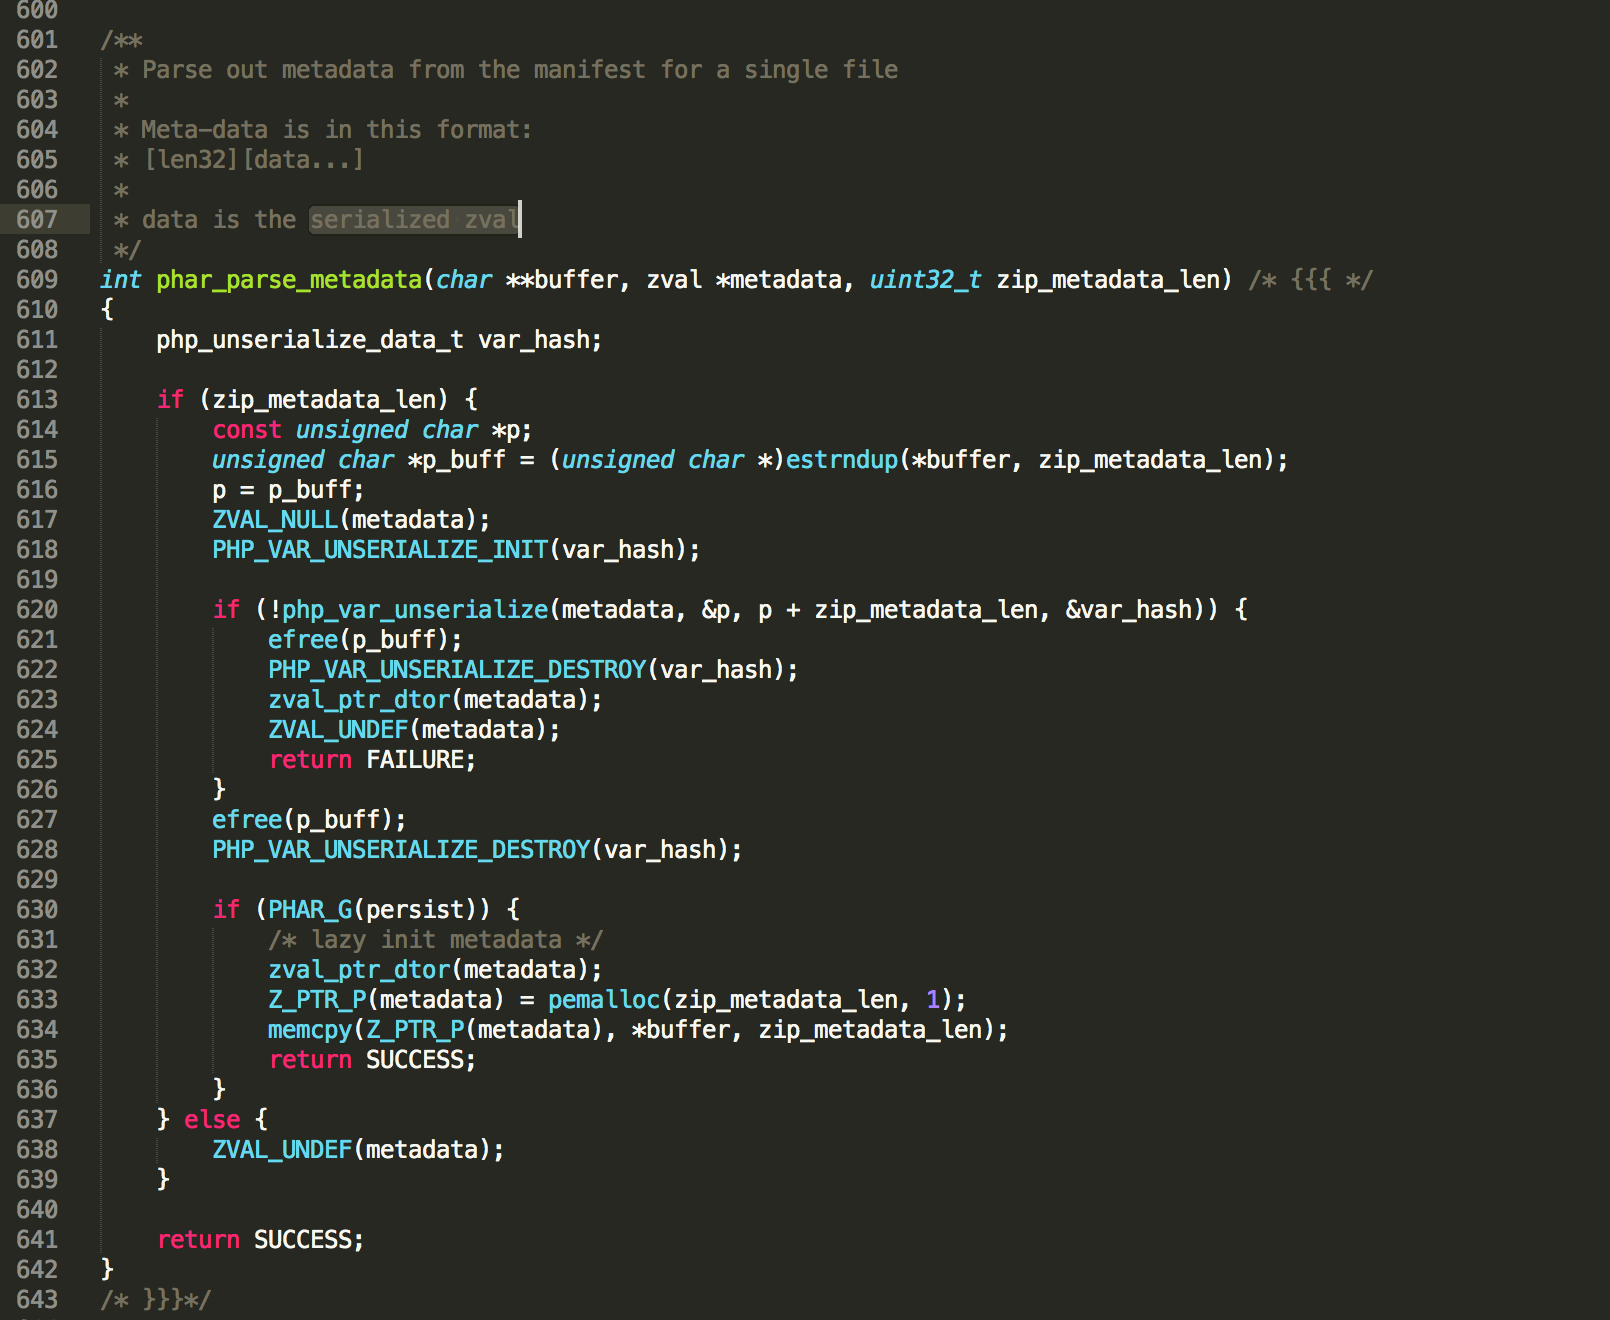 600
601 /**
602  * Parse out metadata from the manifest for a single file
603  *
604  * Meta-data is in this format:
605  * [len32][data...]
606  *
607  * data is the serialized zval
608  */
609 int phar_parse_metadata(char **buffer, zval *metadata, uint32_t zip_metadata_len) /* {{{ */
610 {
611     php_unserialize_data_t var_hash;
612
613     if (zip_metadata_len) {
614         const unsigned char *p;
615         unsigned char *p_buff = (unsigned char *)estrndup(*buffer, zip_metadata_len);
616         p = p_buff;
617         ZVAL_NULL(metadata);
618         PHP_VAR_UNSERIALIZE_INIT(var_hash);
619
620         if (!php_var_unserialize(metadata, &p, p + zip_metadata_len, &var_hash)) {
621             efree(p_buff);
622             PHP_VAR_UNSERIALIZE_DESTROY(var_hash);
623             zval_ptr_dtor(metadata);
624             ZVAL_UNDEF(metadata);
625             return FAILURE;
626         }
627         efree(p_buff);
628         PHP_VAR_UNSERIALIZE_DESTROY(var_hash);
629
630         if (PHAR_G(persist)) {
631             /* lazy init metadata */
632             zval_ptr_dtor(metadata);
633             Z_PTR_P(metadata) = pemalloc(zip_metadata_len, 1);
634             memcpy(Z_PTR_P(metadata), *buffer, zip_metadata_len);
635             return SUCCESS;
636         }
637     } else {
638         ZVAL_UNDEF(metadata);
639     }
640
641     return SUCCESS;
642 }
643 /* }}}*/